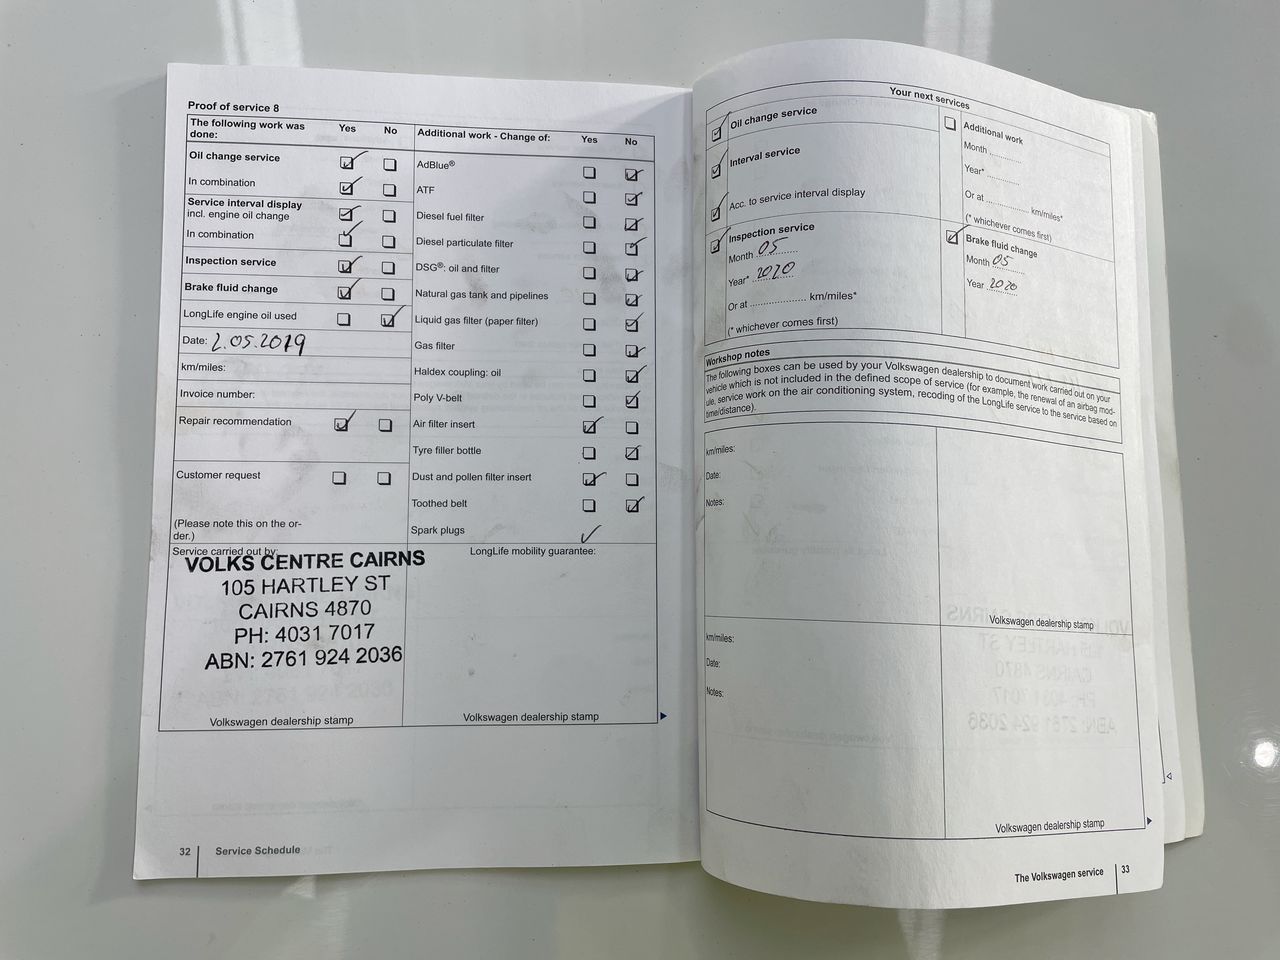 Proof of service 8
The following work was done: Yes No
Oil change service
In combination
Service interval display
incl. engine oil change
In combination
Inspection service
Brake fluid change
LongLife engine oil used
Date: 2.05.2019
km/miles:
Invoice number:
Repair recommendation
Customer request
(Please note this on the or-
der.)
Additional work - Change of: Yes No
AdBlue®
ATF
Diesel fuel filter
Diesel particulate filter
DSG®: oil and filter
Natural gas tank and pipelines
Liquid gas filter (paper filter)
Gas filter
Haldex coupling: oil
Poly V-belt
Air filter insert
Tyre filler bottle
Dust and pollen filter insert
Toothed belt
Spark plugs
Service carried out by:
VOLKS CENTRE CAIRNS
105 HARTLEY ST
CAIRNS 4870
PH: 4031 7017
ABN: 2761 924 2036
Volkswagen dealership stamp
LongLife mobility guarantee:
Volkswagen dealership stamp
32 Service Schedule
Your next services
Oil change service
Interval service
Acc. to service interval display
Inspection service
Month 05
Year* 2020
Or at .................... km/miles*
(* whichever comes first)
Additional work
Month ............
Year* ............
Or at ................ km/miles*
(* whichever comes first)
Brake fluid change
Month 05
Year 2020
Workshop notes
The following boxes can be used by your Volkswagen dealership to document work carried out on your
vehicle which is not included in the defined scope of service (for example, the renewal of an airbag mod-
ule, service work on the air conditioning system, recoding of the LongLife service to the service based on
time/distance).
km/miles:
Date:
Notes:
Volkswagen dealership stamp
km/miles:
Date:
Notes:
Volkswagen dealership stamp
The Volkswagen service 33